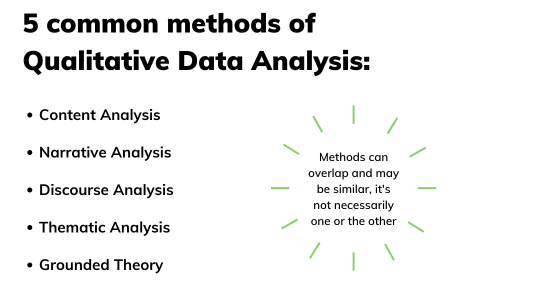 5 common methods of
Qualitative Data Analysis:
• Content Analysis
• Narrative Analysis
• Discourse Analysis
• Thematic Analysis
• Grounded Theory
Methods can
overlap and may
be similar, it's
not necessarily
one or the other